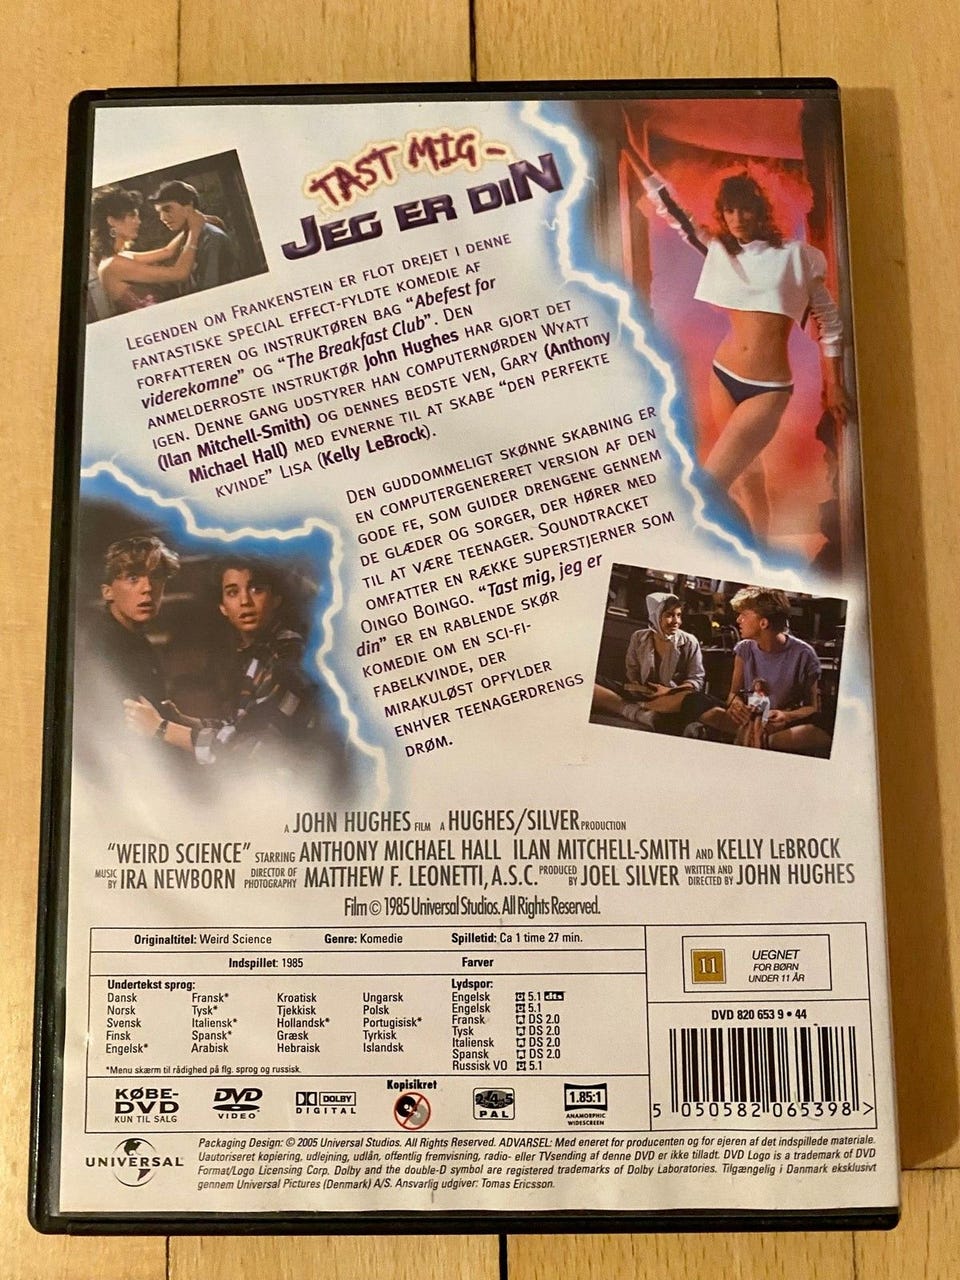 TAST MIG -
JEG ER DIN
LEGENDEN OM FRANKENSTEIN ER FLOT DREJET I DENNE
FANTASTISKE SPECIAL EFFECT-FYLDTE KOMEDIE AF
FORFATTEREN OG INSTRUKTØREN BAG "Abefest for
viderekomne" OG "The Breakfast Club". DEN
ANMELDERROSTE INSTRUKTØR John Hughes HAR GJORT DET
IGEN. DENNE GANG UDSTYRER HAN COMPUTERNØRDEN WYATT
(Ilan Mitchell-Smith) OG DENNES BEDSTE VEN, GARY (Anthony
Michael Hall) MED EVNERNE TIL AT SKABE "DEN PERFEKTE
KVINDE" LISA (Kelly LeBrock).
DEN GUDDOMMELIGT SKØNNE SKABNING ER
EN COMPUTERGENERERET VERSION AF DEN
GODE FE, SOM GUIDER DRENGENE GENNEM
DE GLÆDER OG SORGER, DER HØRER MED
TIL AT VÆRE TEENAGER. SOUNDTRACKET
OMFATTER EN RÆKKE SUPERSTJERNER SOM
OINGO BOINGO. "Tast mig, jeg er
din" ER EN RABLENDE SKØR
KOMEDIE OM EN SCI-FI-
FABELKVINDE, DER
MIRAKULØST OPFYLDER
ENHVER TEENAGERDRENGS
DRØM.
A JOHN HUGHES FILM A HUGHES/SILVER PRODUCTION
"WEIRD SCIENCE" STARRING ANTHONY MICHAEL HALL ILAN MITCHELL-SMITH AND KELLY LEBROCK
MUSIC BY IRA NEWBORN DIRECTOR OF PHOTOGRAPHY MATTHEW F. LEONETTI, A.S.C. PRODUCED BY JOEL SILVER WRITTEN AND DIRECTED BY JOHN HUGHES
Film © 1985 Universal Studios. All Rights Reserved.
Originaltitel: Weird Science Genre: Komedie Spilletid: Ca 1 time 27 min.
Indspillet: 1985 Farver
Undertekst sprog:
Dansk Fransk* Kroatisk Ungarsk
Norsk Tysk* Tjekkisk Polsk
Svensk Italiensk* Hollandsk* Portugisisk*
Finsk Spansk* Græsk Tyrkisk
Engelsk* Arabisk Hebraisk Islandsk
*Menu skærm til rådighed på flg. sprog og russisk.
Lydspor:
Engelsk 5.1 dts
Engelsk 5.1
Fransk DS 2.0
Tysk DS 2.0
Italiensk DS 2.0
Spansk DS 2.0
Russisk VO 5.1
11 UEGNET
FOR BØRN
UNDER 11 ÅR
DVD 820 653 9 • 44
5 050582 065398 >
KØBE-
DVD
KUN TIL SALG
DVD
VIDEO
DOLBY
DIGITAL
Kopisikret
2•4•5
PAL
1.85:1
ANAMORPHIC
WIDESCREEN
UNIVERSAL
Packaging Design: © 2005 Universal Studios. All Rights Reserved. ADVARSEL: Med eneret for producenten og for ejeren af det indspillede materiale.
Uautoriseret kopiering, udlejning, udlån, offentlig fremvisning, radio- eller TVsending af denne DVD er ikke tilladt. DVD Logo is a trademark of DVD
Format/Logo Licensing Corp. Dolby and the double-D symbol are registered trademarks of Dolby Laboratories. Tilgængelig i Danmark eksklusivt
gennem Universal Pictures (Denmark) A/S. Ansvarlig udgiver: Tomas Ericsson.